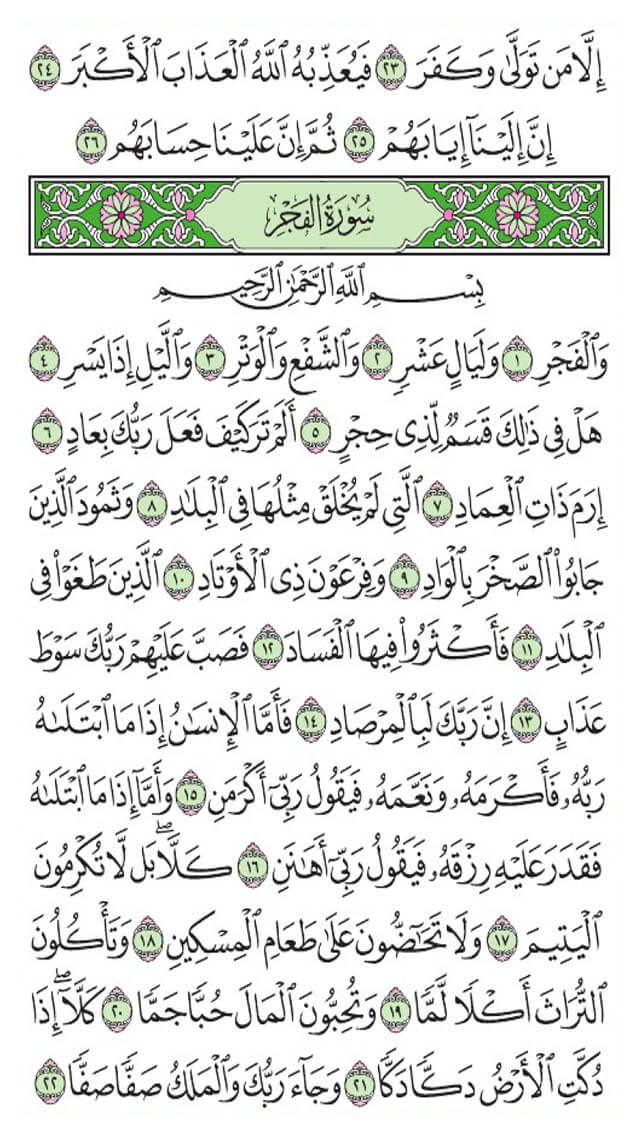 إِلَّا مَن تَوَلَّىٰ وَكَفَرَ ٢٣ فَيُعَذِّبُهُ ٱللَّهُ ٱلْعَذَابَ ٱلْأَكْبَرَ ٢٤
إِنَّ إِلَيْنَآ إِيَابَهُمْ ٢٥ ثُمَّ إِنَّ عَلَيْنَا حِسَابَهُم ٢٦
سُورَةُ الفَجْرِ
بِسْمِ ٱللَّهِ ٱلرَّحْمَٰنِ ٱلرَّحِيمِ
وَٱلْفَجْرِ ١ وَلَيَالٍ عَشْرٍ ٢ وَٱلشَّفْعِ وَٱلْوَتْرِ ٣ وَٱلَّيْلِ إِذَا يَسْرِ ٤
هَلْ فِي ذَٰلِكَ قَسَمٌ لِّذِي حِجْرٍ ٥ أَلَمْ تَرَ كَيْفَ فَعَلَ رَبُّكَ بِعَادٍ ٦
إِرَمَ ذَاتِ ٱلْعِمَادِ ٧ ٱلَّتِي لَمْ يُخْلَقْ مِثْلُهَا فِي ٱلْبِلَٰدِ ٨ وَثَمُودَ ٱلَّذِينَ
جَابُوا۟ ٱلصَّخْرَ بِٱلْوَادِ ٩ وَفِرْعَوْنَ ذِي ٱلْأَوْتَادِ ١٠ ٱلَّذِينَ طَغَوْا۟ فِي
ٱلْبِلَٰدِ ١١ فَأَكْثَرُوا۟ فِيهَا ٱلْفَسَادَ ١٢ فَصَبَّ عَلَيْهِمْ رَبُّكَ سَوْطَ
عَذَابٍ ١٣ إِنَّ رَبَّكَ لَبِٱلْمِرْصَادِ ١٤ فَأَمَّا ٱلْإِنسَٰنُ إِذَا مَا ٱبْتَلَىٰهُ
رَبُّهُۥ فَأَكْرَمَهُۥ وَنَعَّمَهُۥ فَيَقُولُ رَبِّيٓ أَكْرَمَنِ ١٥ وَأَمَّآ إِذَا مَا ٱبْتَلَىٰهُ
فَقَدَرَ عَلَيْهِ رِزْقَهُۥ فَيَقُولُ رَبِّيٓ أَهَٰنَنِ ١٦ كَلَّاۖ بَل لَّا تُكْرِمُونَ
ٱلْيَتِيمَ ١٧ وَلَا تَحَٰٓضُّونَ عَلَىٰ طَعَامِ ٱلْمِسْكِينِ ١٨ وَتَأْكُلُونَ
ٱلتُّرَاثَ أَكْلًا لَّمًّا ١٩ وَتُحِبُّونَ ٱلْمَالَ حُبًّا جَمًّا ٢٠ كَلَّآۖ إِذَا
دُكَّتِ ٱلْأَرْضُ دَكًّا دَكًّا ٢١ وَجَآءَ رَبُّكَ وَٱلْمَلَكُ صَفًّا صَفًّا ٢٢